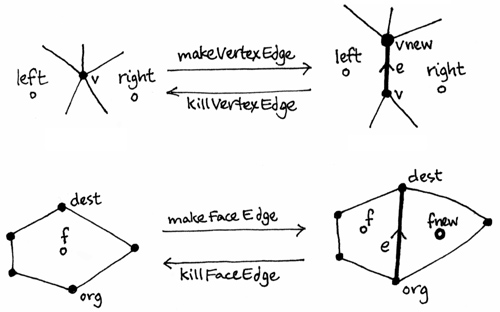 left
v
right
makeVertexEdge
killVertexEdge
left
vnew
e
right
v
dest
f
org
makeFaceEdge
killFaceEdge
dest
f
fnew
e
org